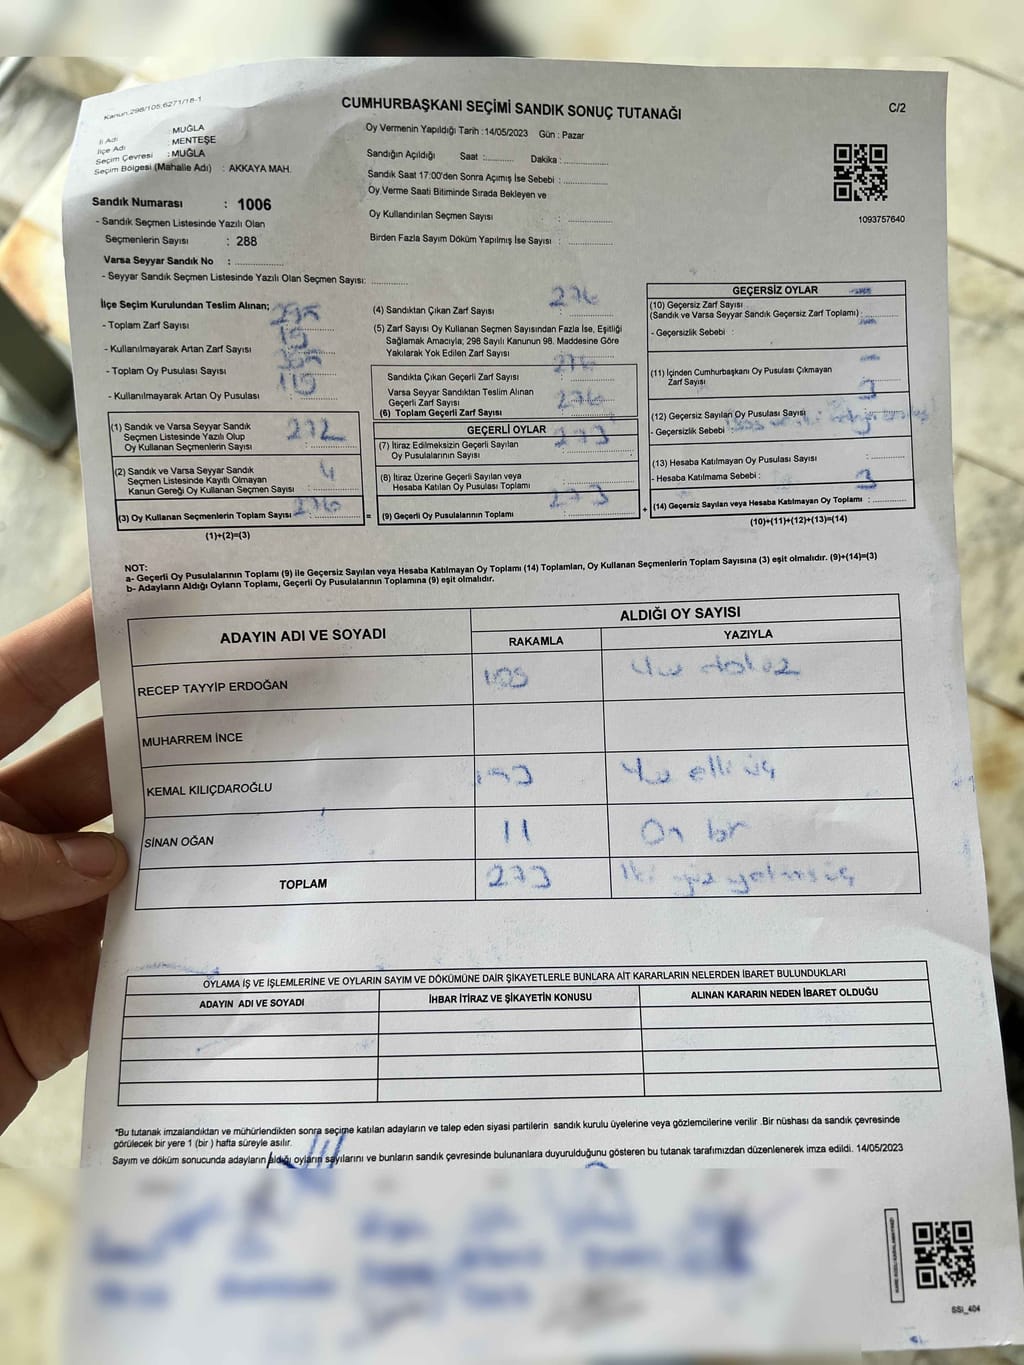 Kanun:298/105,6271/18-1
CUMHURBAŞKANI SEÇİMİ SANDIK SONUÇ TUTANAĞI
C/2
İl Adı : MUĞLA
İlçe Adı : MENTEŞE
Seçim Çevresi : MUĞLA
Seçim Bölgesi (Mahalle Adı) : AKKAYA MAH.
Oy Vermenin Yapıldığı Tarih :14/05/2023 Gün : Pazar
Sandığın Açıldığı Saat :.......... Dakika :..............
Sandık Saat 17:00'den Sonra Açımış İse Sebebi : ..............
Oy Verme Saati Bitiminde Sırada Bekleyen ve
Oy Kullandırılan Seçmen Sayısı : ..............
Birden Fazla Sayım Döküm Yapılmış İse Sayısı : ..............
1093757640
Sandık Numarası : 1006
- Sandık Seçmen Listesinde Yazılı Olan
Seçmenlerin Sayısı : 288
Varsa Seyyar Sandık No : ..............
- Seyyar Sandık Seçmen Listesinde Yazılı Olan Seçmen Sayısı: ..............
İlçe Seçim Kurulundan Teslim Alınan;
- Toplam Zarf Sayısı
- Kullanılmayarak Artan Zarf Sayısı 15
- Toplam Oy Pusulası Sayısı
- Kullanılmayarak Artan Oy Pusulası
(1) Sandık ve Varsa Seyyar Sandık
Seçmen Listesinde Yazılı Olup
Oy Kullanan Seçmenlerin Sayısı 272
(2) Sandık ve Varsa Seyyar Sandık
Seçmen Listesinde Kayıtlı Olmayan
Kanun Gereği Oy Kullanan Seçmen Sayısı 4
(3) Oy Kullanan Seçmenlerin Toplam Sayısı 276
(1)+(2)=(3)
=
(4) Sandıktan Çıkan Zarf Sayısı 276
(5) Zarf Sayısı Oy Kullanan Seçmen Sayısından Fazla İse, Eşitliği
Sağlamak Amacıyla; 298 Sayılı Kanunun 98. Maddesine Göre
Yakılarak Yok Edilen Zarf Sayısı
Sandıkta Çıkan Geçerli Zarf Sayısı 276
Varsa Seyyar Sandıktan Teslim Alınan
Geçerli Zarf Sayısı
(6) Toplam Geçerli Zarf Sayısı 276
GEÇERLİ OYLAR
(7) İtiraz Edilmeksizin Geçerli Sayılan
Oy Pusulalarının Sayısı 273
(8) İtiraz Üzerine Geçerli Sayılan veya
Hesaba Katılan Oy Pusulası Toplamı
(9) Geçerli Oy Pusulalarının Toplamı 273
+
GEÇERSİZ OYLAR
(10) Geçersiz Zarf Sayısı
(Sandık ve Varsa Seyyar Sandık Geçersiz Zarf Toplamı) :
- Geçersizlik Sebebi :
(11) İçinden Cumhurbaşkanı Oy Pusulası Çıkmayan
Zarf Sayısı
(12) Geçersiz Sayılan Oy Pusulası Sayısı 3
- Geçersizlik Sebebi
(13) Hesaba Katılmayan Oy Pusulası Sayısı
- Hesaba Katılmama Sebebi :
(14) Geçersiz Sayılan veya Hesaba Katılmayan Oy Toplamı : 3
(10)+(11)+(12)+(13)=(14)
NOT:
a- Geçerli Oy Pusulalarının Toplamı (9) ile Geçersiz Sayılan veya Hesaba Katılmayan Oy Toplamı (14) Toplamları, Oy Kullanan Seçmenlerin Toplam Sayısına (3) eşit olmalıdır. (9)+(14)=(3)
b- Adayların Aldığı Oyların Toplamı, Geçerli Oy Pusulalarının Toplamına (9) eşit olmalıdır.
ADAYIN ADI VE SOYADI
ALDIĞI OY SAYISI
RAKAMLA YAZIYLA
RECEP TAYYİP ERDOĞAN 109 Yüz dokuz
MUHARREM İNCE
KEMAL KILIÇDAROĞLU 153 Yüz elli üç
SİNAN OĞAN 11 On bir
TOPLAM 273 İki yüz yetmiş üç
OYLAMA İŞ VE İŞLEMLERİNE VE OYLARIN SAYIM VE DÖKÜMÜNE DAİR ŞİKAYETLERLE BUNLARA AİT KARARLARIN NELERDEN İBARET BULUNDUKLARI
ADAYIN ADI VE SOYADI İHBAR İTİRAZ VE ŞİKAYETİN KONUSU ALINAN KARARIN NEDEN İBARET OLDUĞU
*Bu tutanak imzalandıktan ve mühürlendikten sonra seçime katılan adayların ve talep eden siyasi partilerin sandık kurulu üyelerine veya gözlemcilerine verilir .Bir nüshası da sandık çevresinde
görülecek bir yere 1 (bir ) hafta süreyle asılır.
Sayım ve döküm sonucunda adayların aldığı oyların sayılarını ve bunların sandık çevresinde bulunanlara duyurulduğunu gösteren bu tutanak tarafımızdan düzenlenerek imza edildi. 14/05/2023
SSI_404